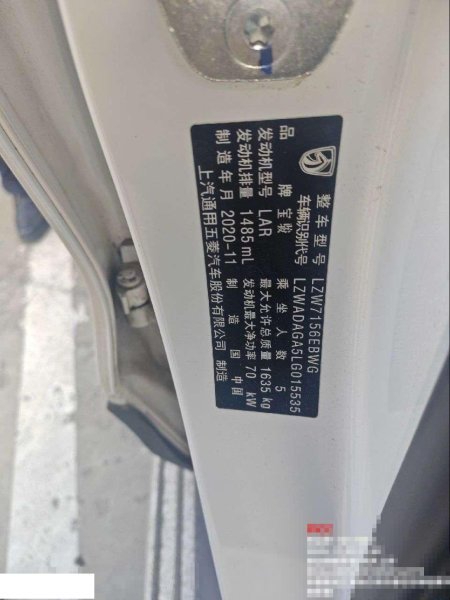 整车型号 LZW7156EBWG
车辆识别代号 LZWADAGA5LG015535
品牌 宝骏 乘坐人数 5
发动机型号 LAR 最大允许总质量 1635 kg
发动机排量 1485 mL 发动机最大净功率 70 kW
制造年月 2020-11 制造国 中国
上汽通用五菱汽车股份有限公司 制造